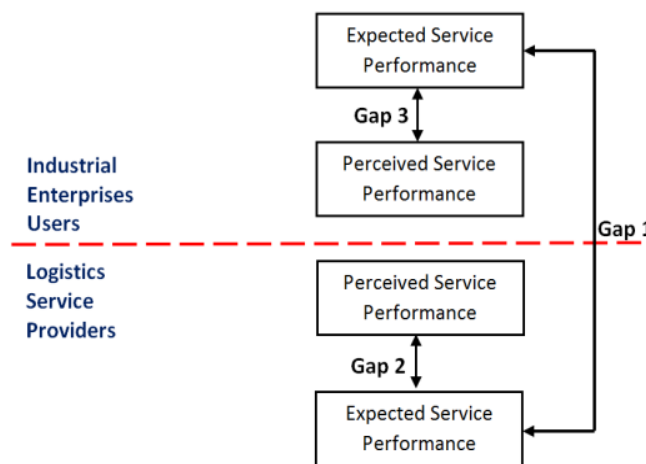 Expected Service
Performance
Gap 3
Perceived Service
Performance
Industrial
Enterprises
Users
Gap 1
Logistics
Service
Providers
Perceived Service
Performance
Gap 2
Expected Service
Performance